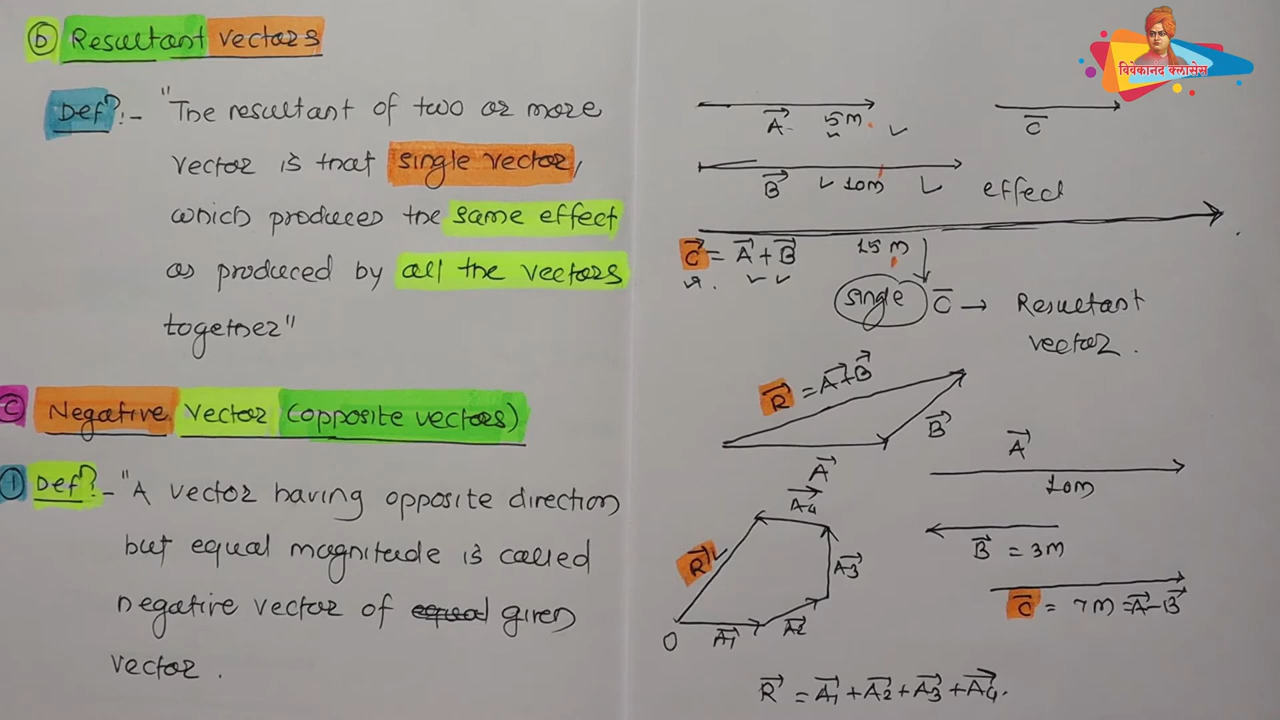 b Resultant vectors
Def?:- "The resultant of two or more
vector is that single vector,
which produces the same effect
as produced by all the vectors
together"
C Negative vector (opposite vectors)
1 Def?- "A vector having opposite direction
but equal magnitude is called
negative vector of equal given
vector.
विवेकानंद क्लासेस
A 5m
C
B 10m
effect
15m
C = A + B
single C → Resultant
vector.
R = A+B
B
A
A
10m
B = 3m
C = 7m = A-B
A4
R
A3
O A1 A2
R = A1 + A2 + A3 + A4.